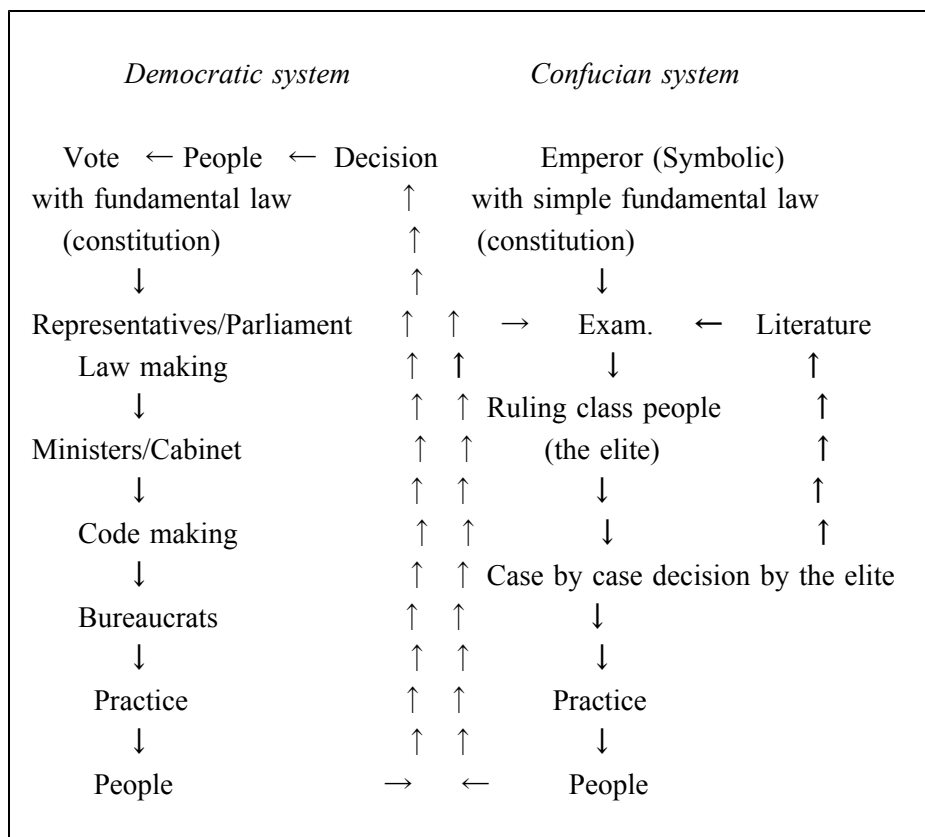 Democratic system Confucian system
Vote ← People ← Decision Emperor (Symbolic)
with fundamental law ↑ with simple fundamental law
(constitution) ↑ (constitution)
↓ ↑ ↓
Representatives/Parliament ↑ ↑ → Exam. ← Literature
Law making ↑ ↑ ↓ ↑
↓ ↑ ↑ Ruling class people ↑
Ministers/Cabinet ↑ ↑ (the elite) ↑
↓ ↑ ↑ ↓ ↑
Code making ↑ ↑ ↓ ↑
↓ ↑ ↑ Case by case decision by the elite
Bureaucrats ↑ ↑ ↓
↓ ↑ ↑ ↓
Practice ↑ ↑ Practice
↓ ↑ ↑ ↓
People → ← People